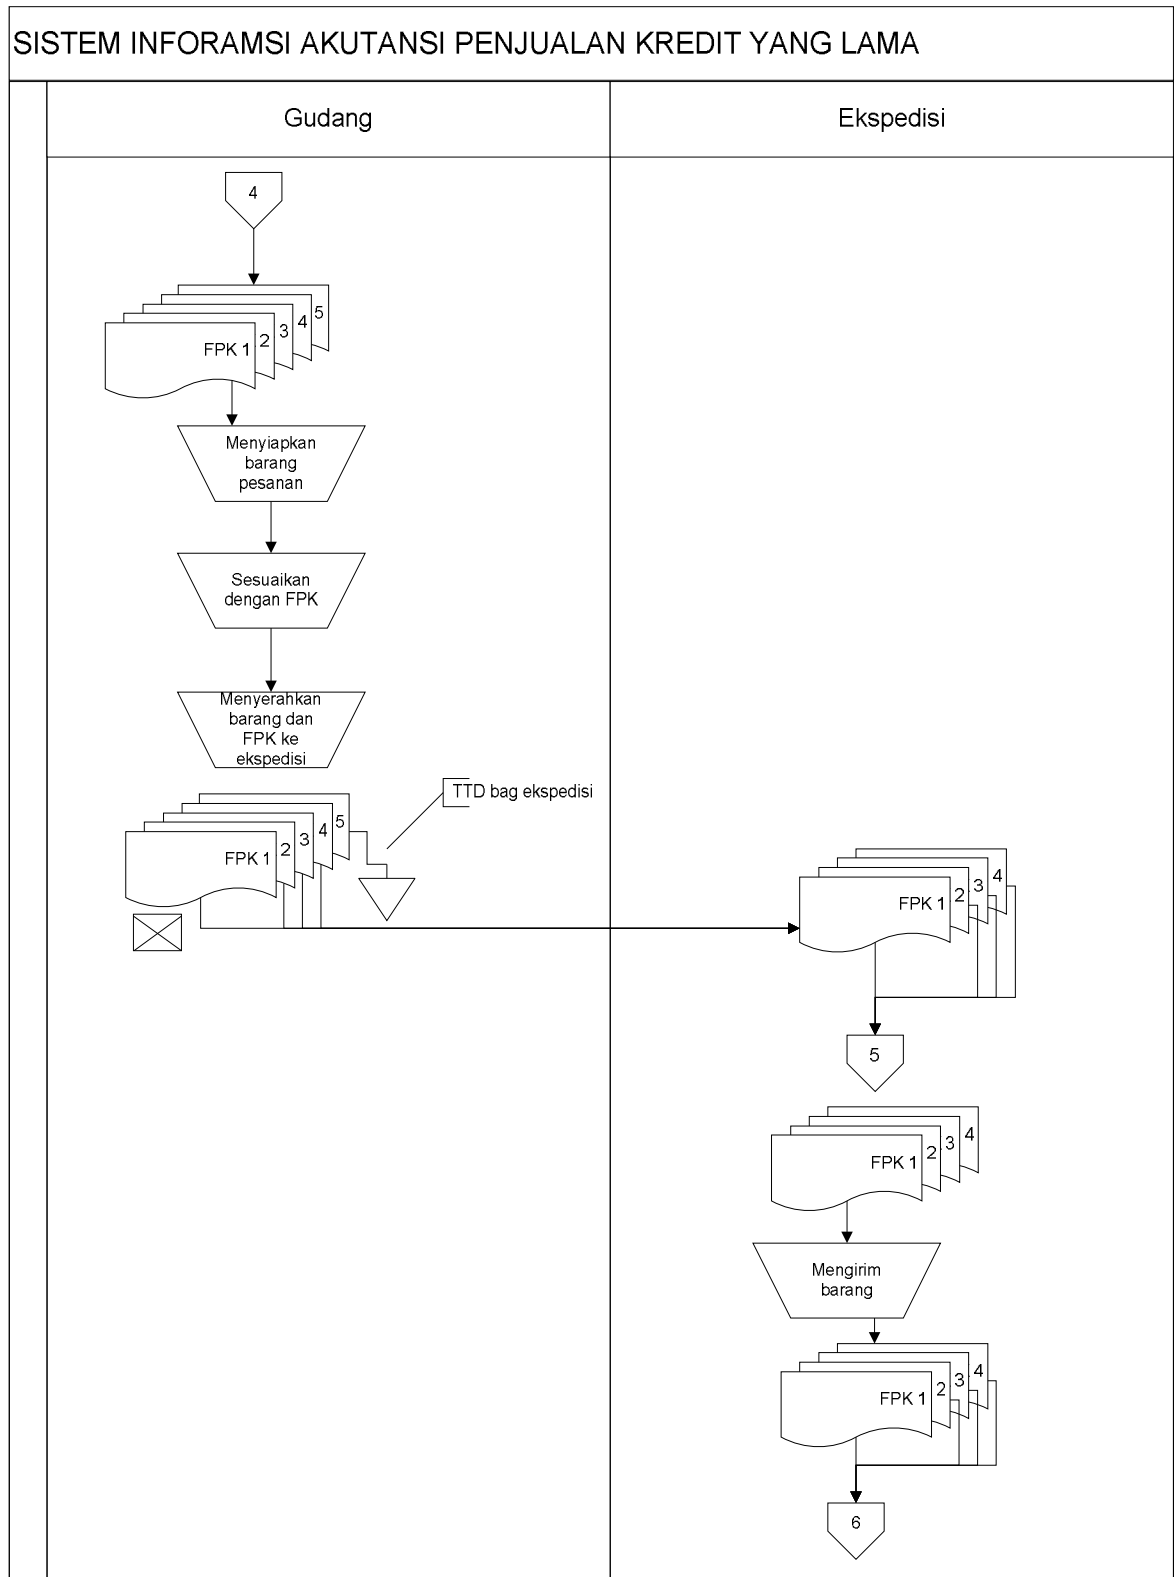 SISTEM INFORAMSI AKUTANSI PENJUALAN KREDIT YANG LAMA
Gudang
Ekspedisi
4
5
4
3
2
FPK 1
Menyiapkan
barang
pesanan
Sesuaikan
dengan FPK
Menyerahkan
barang dan
FPK ke
ekspedisi
TTD bag ekspedisi
5
4
3
2
FPK 1
4
3
2
FPK 1
5
4
3
2
FPK 1
Mengirim
barang
4
3
2
FPK 1
6